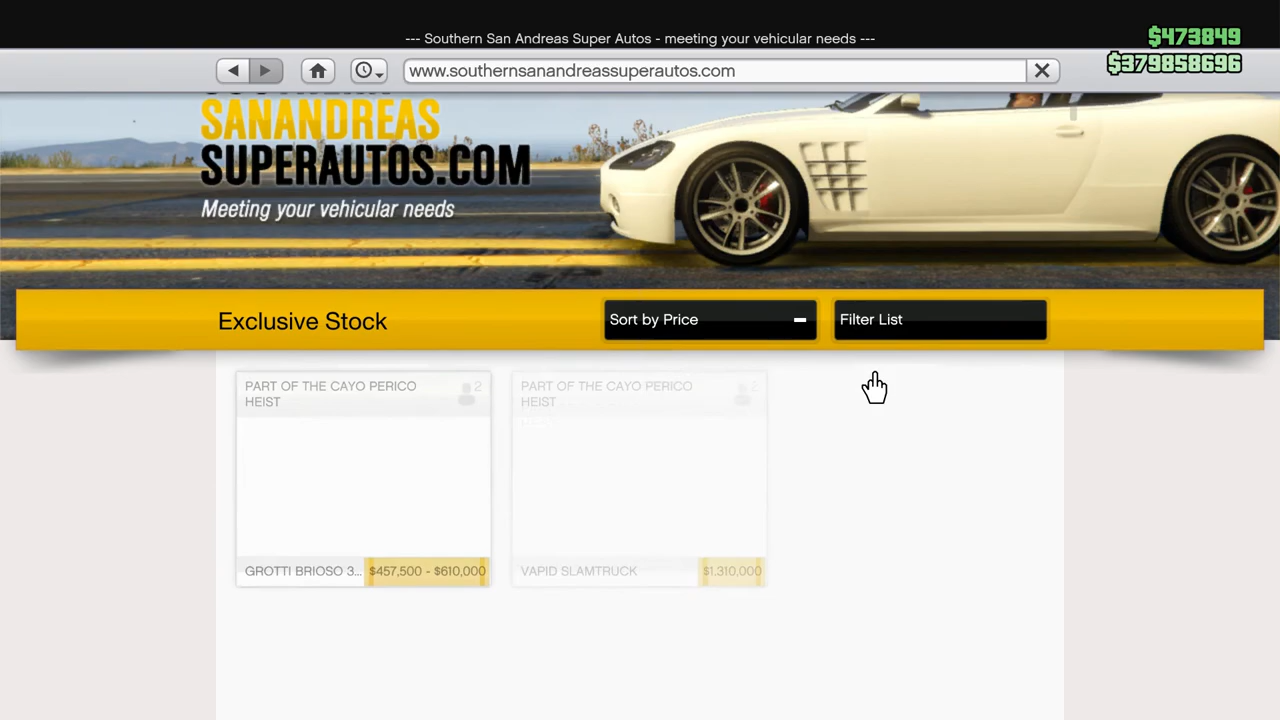 --- Southern San Andreas Super Autos - meeting your vehicular needs ---
$473849
$379858696
www.southernsanandreassuperautos.com
SANANDREAS
SUPERAUTOS.COM
Meeting your vehicular needs
Exclusive Stock
Sort by Price
Filter List
PART OF THE CAYO PERICO
HEIST
2
PART OF THE CAYO PERICO
HEIST
2
GROTTI BRIOSO 3...
$457,500 - $610,000
VAPID SLAMTRUCK
$1,310,000